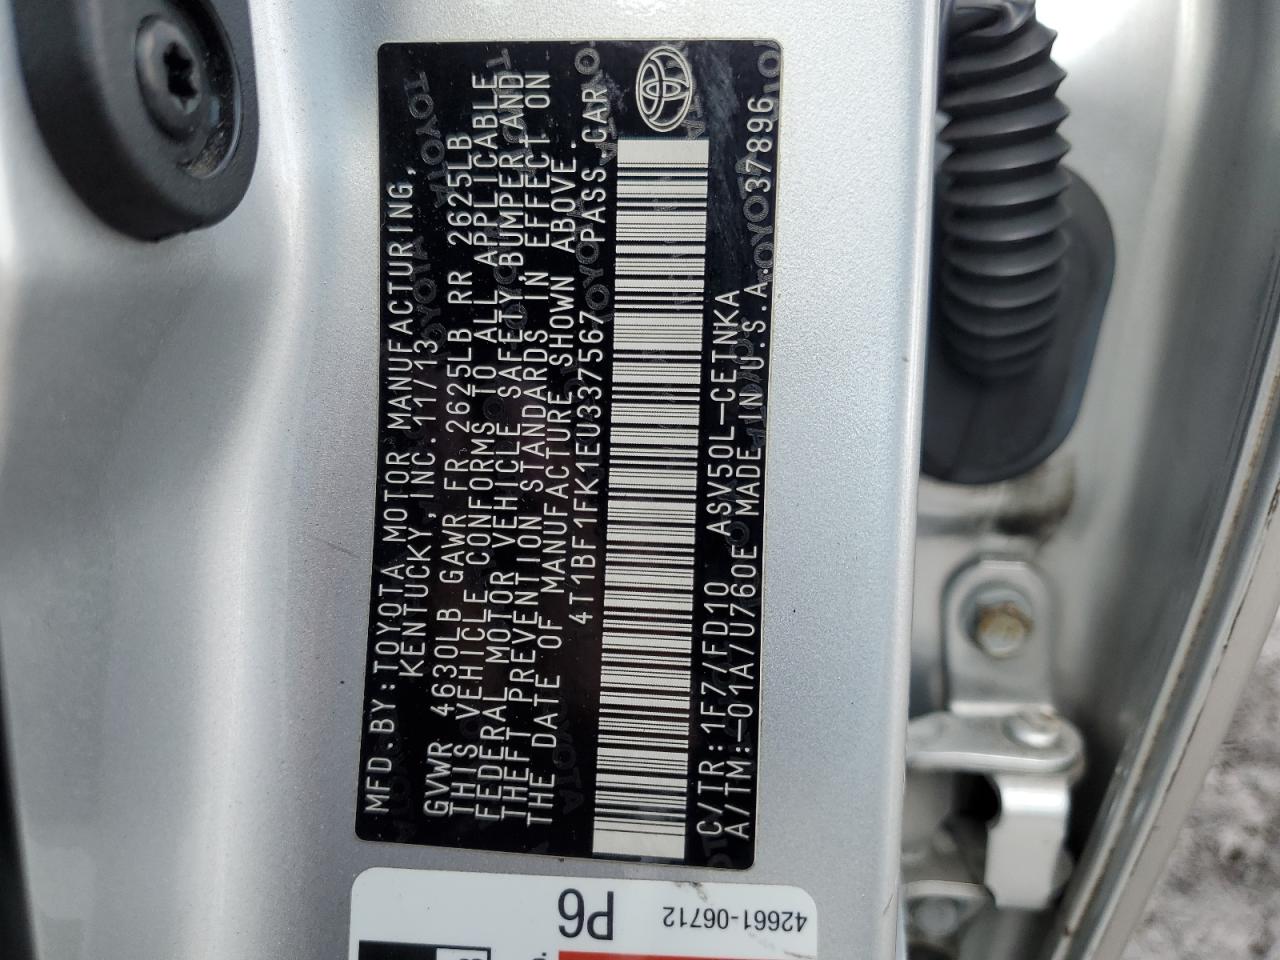 MFD.BY:TOYOTA MOTOR MANUFACTURING,
KENTUCKY,INC. 11/13
GVWR 4630LB GAWR FR 2625LB RR 2625LB
THIS VEHICLE CONFORMS TO ALL APPLICABLE
FEDERAL MOTOR VEHICLE SAFETY,BUMPER,AND
THEFT PREVENTION STANDARDS IN EFFECT ON
THE DATE OF MANUFACTURE SHOWN ABOVE.
4T1BF1FK1EU337567 PASS.CAR
C/TR:1F7/FD10 ASV50L-CETNKA
A/TM:-01A/U760E MADE IN U.S.A. 37896
P6
42661-06712